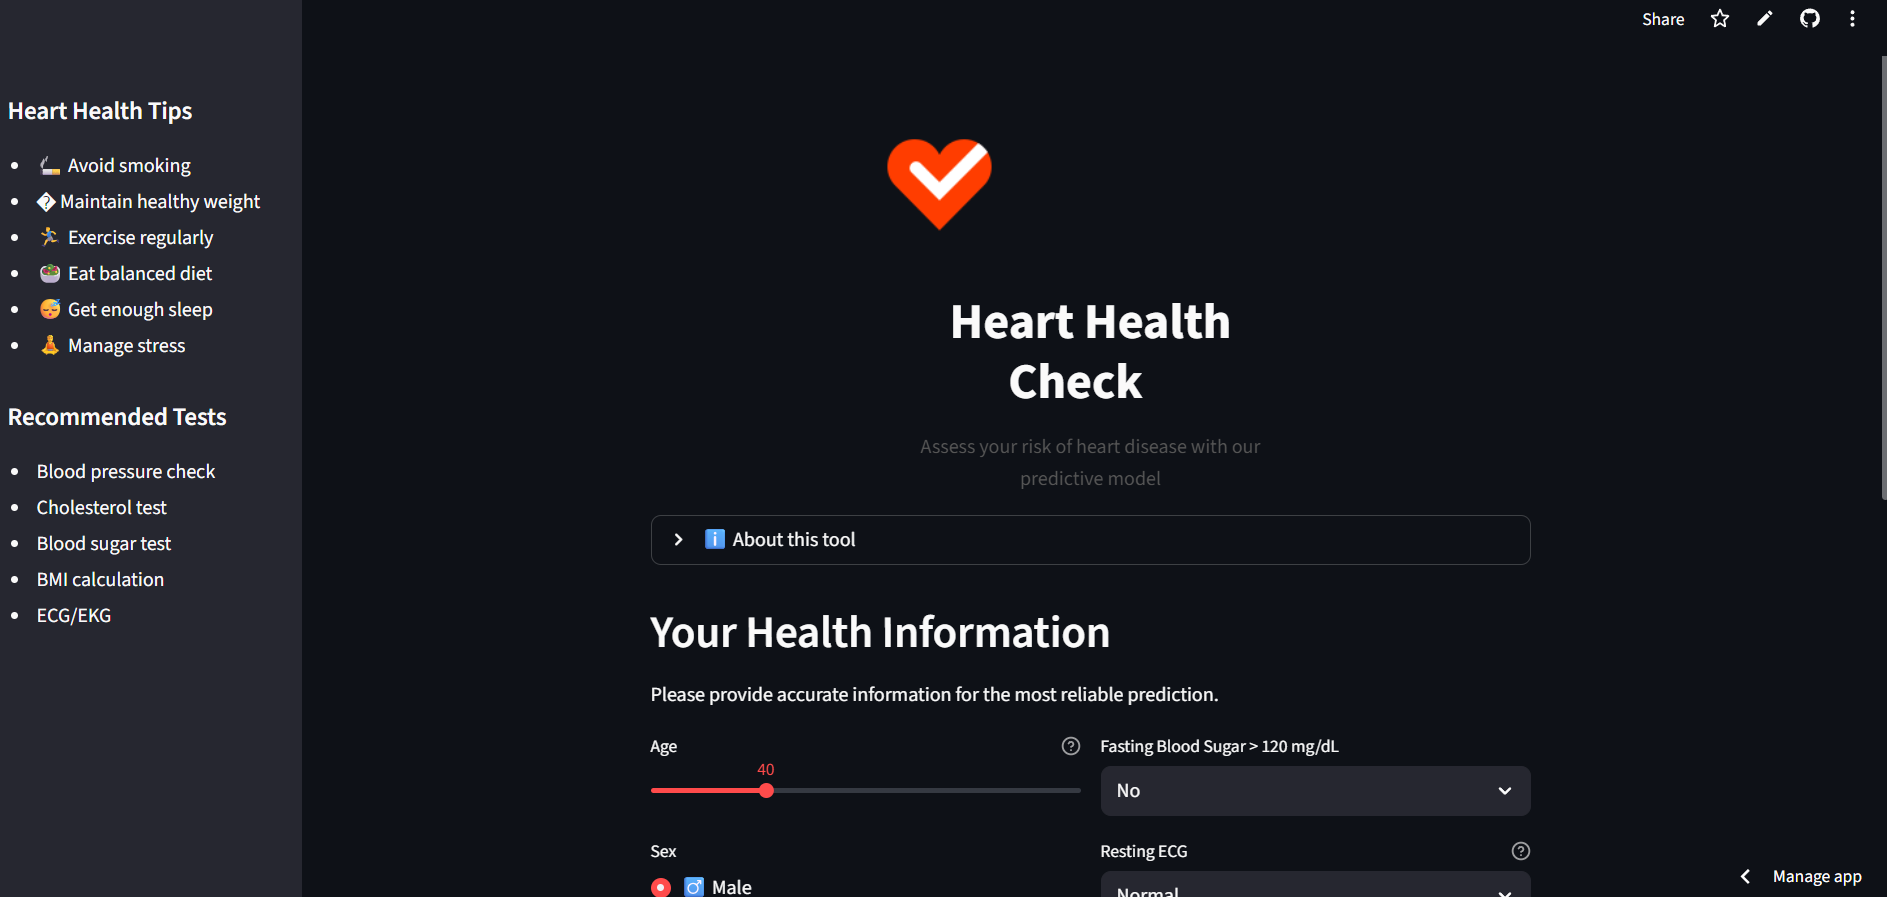 Share
Heart Health Tips
🚬 Avoid smoking
� Maintain healthy weight
🏃 Exercise regularly
🥗 Eat balanced diet
😴 Get enough sleep
🧘 Manage stress
Recommended Tests
Blood pressure check
Cholesterol test
Blood sugar test
BMI calculation
ECG/EKG
Heart Health
Check
Assess your risk of heart disease with our
predictive model
ℹ️ About this tool
Your Health Information
Please provide accurate information for the most reliable prediction.
Age
40
Fasting Blood Sugar > 120 mg/dL
No
Sex
♂️ Male
Resting ECG
Normal
Manage app